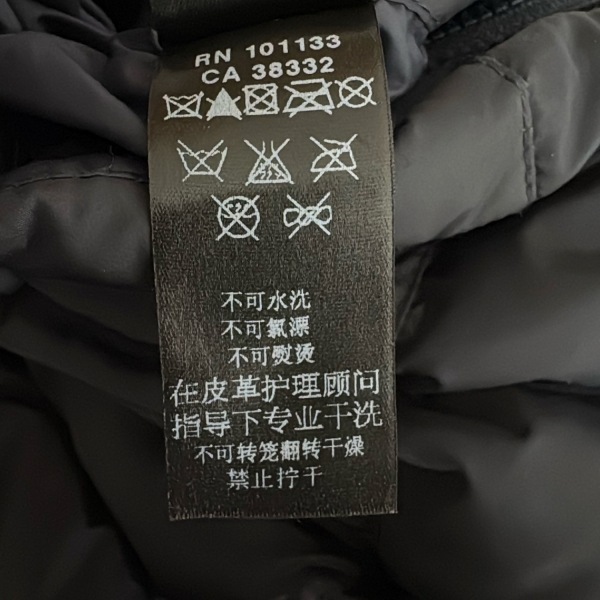 RN 101133
CA 38332
不可水洗
不可氯漂
不可熨烫
在皮革护理顾问
指导下专业干洗
不可转笼翻转干燥
禁止拧干